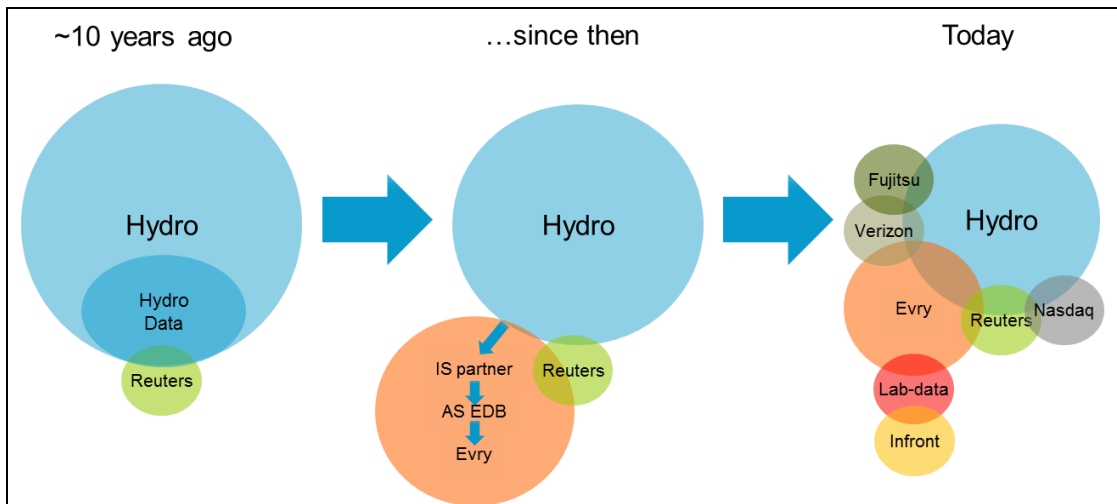 ~10 years ago
Hydro
Hydro
Data
Reuters
…since then
Hydro
IS partner
AS EDB
Evry
Reuters
Today
Fujitsu
Verizon
Hydro
Evry
Reuters
Nasdaq
Lab-data
Infront